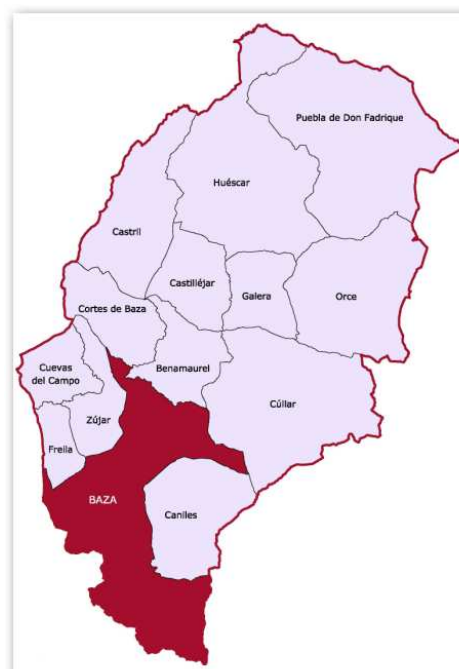 Puebla de Don Fadrique
Huéscar
Castril
Castilléjar
Galera
Orce
Cortes de Baza
Benamaurel
Cuevas
del Campo
Cúllar
Zújar
Freila
BAZA
Caniles